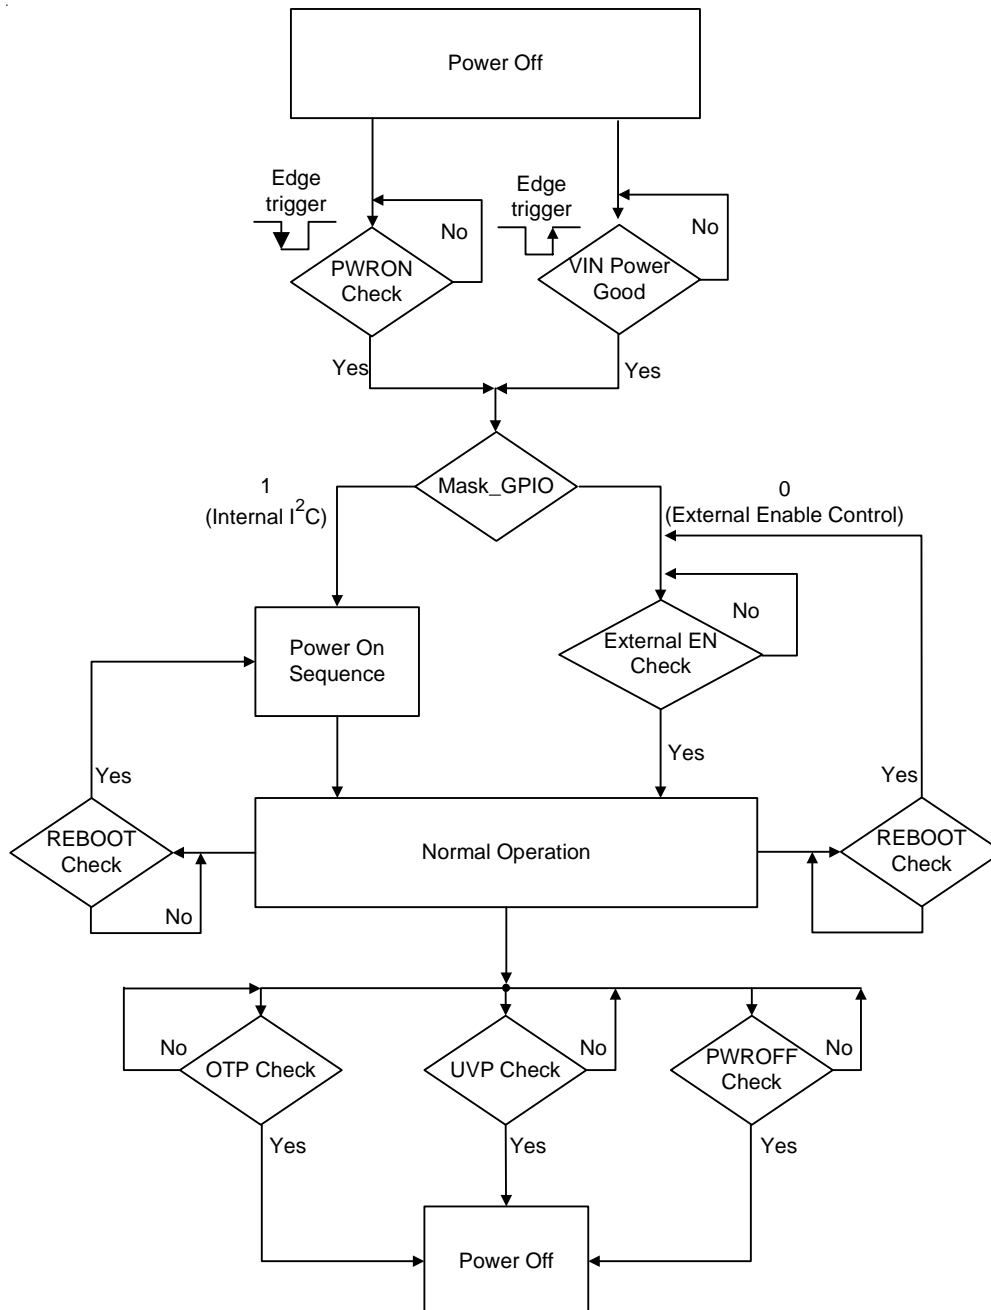 Power Off
Edge
trigger
Edge
trigger
No
No
PWRON
Check
VIN Power
Good
Yes
Yes
Mask_GPIO
1
(Internal I²C)
0
(External Enable Control)
No
Power On
Sequence
External EN
Check
Yes
Yes
Yes
REBOOT
Check
Normal Operation
REBOOT
Check
No
No
OTP Check
UVP Check
No
PWROFF
Check
No
Yes
Yes
Yes
Power Off